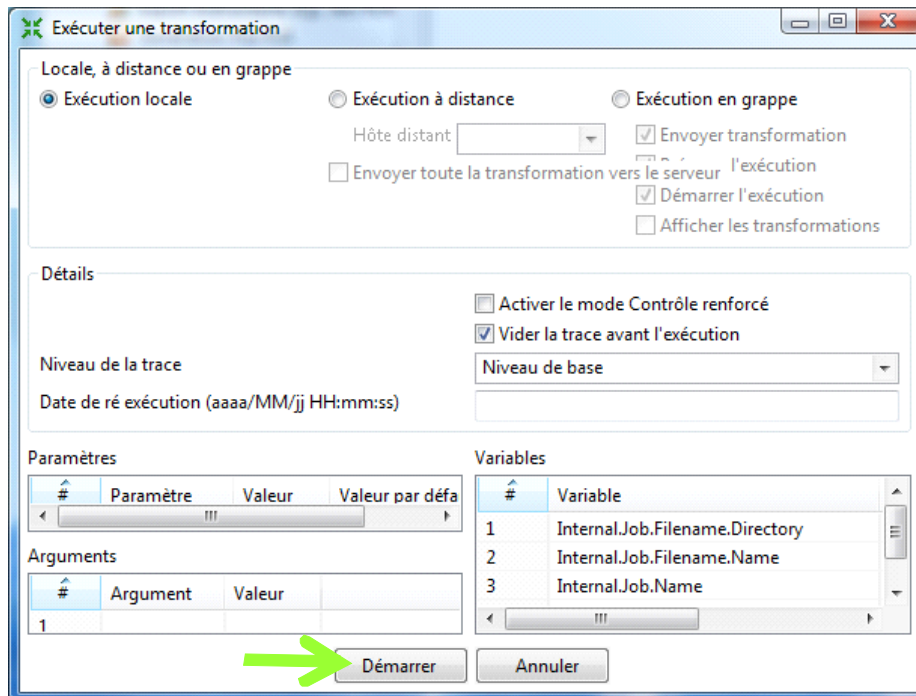 Exécuter une transformation
Locale, à distance ou en grappe
Exécution locale
Exécution à distance
Exécution en grappe
Hôte distant
Envoyer transformation
l'exécution
Envoyer toute la transformation vers le serveur
Démarrer l'exécution
Afficher les transformations
Détails
Activer le mode Contrôle renforcé
Vider la trace avant l'exécution
Niveau de la trace
Niveau de base
Date de ré exécution (aaaa/MM/jj HH:mm:ss)
Paramètres
# Paramètre Valeur Valeur par défa
Variables
# Variable
1 Internal.Job.Filename.Directory
2 Internal.Job.Filename.Name
3 Internal.Job.Name
Arguments
# Argument Valeur
1
Démarrer
Annuler